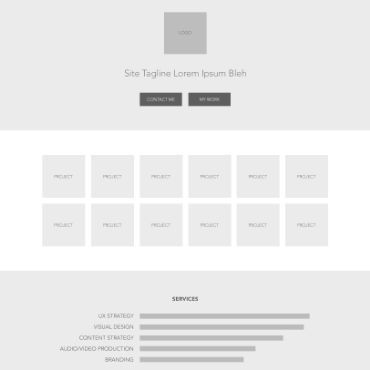 LOGO
Site Tagline Lorem Ipsum Bleh
CONTACT ME MY WORK
PROJECT PROJECT PROJECT PROJECT PROJECT PROJECT
PROJECT PROJECT PROJECT PROJECT PROJECT PROJECT
SERVICES
UX STRATEGY
VISUAL DESIGN
CONTENT STRATEGY
AUDIO/VIDEO PRODUCTION
BRANDING